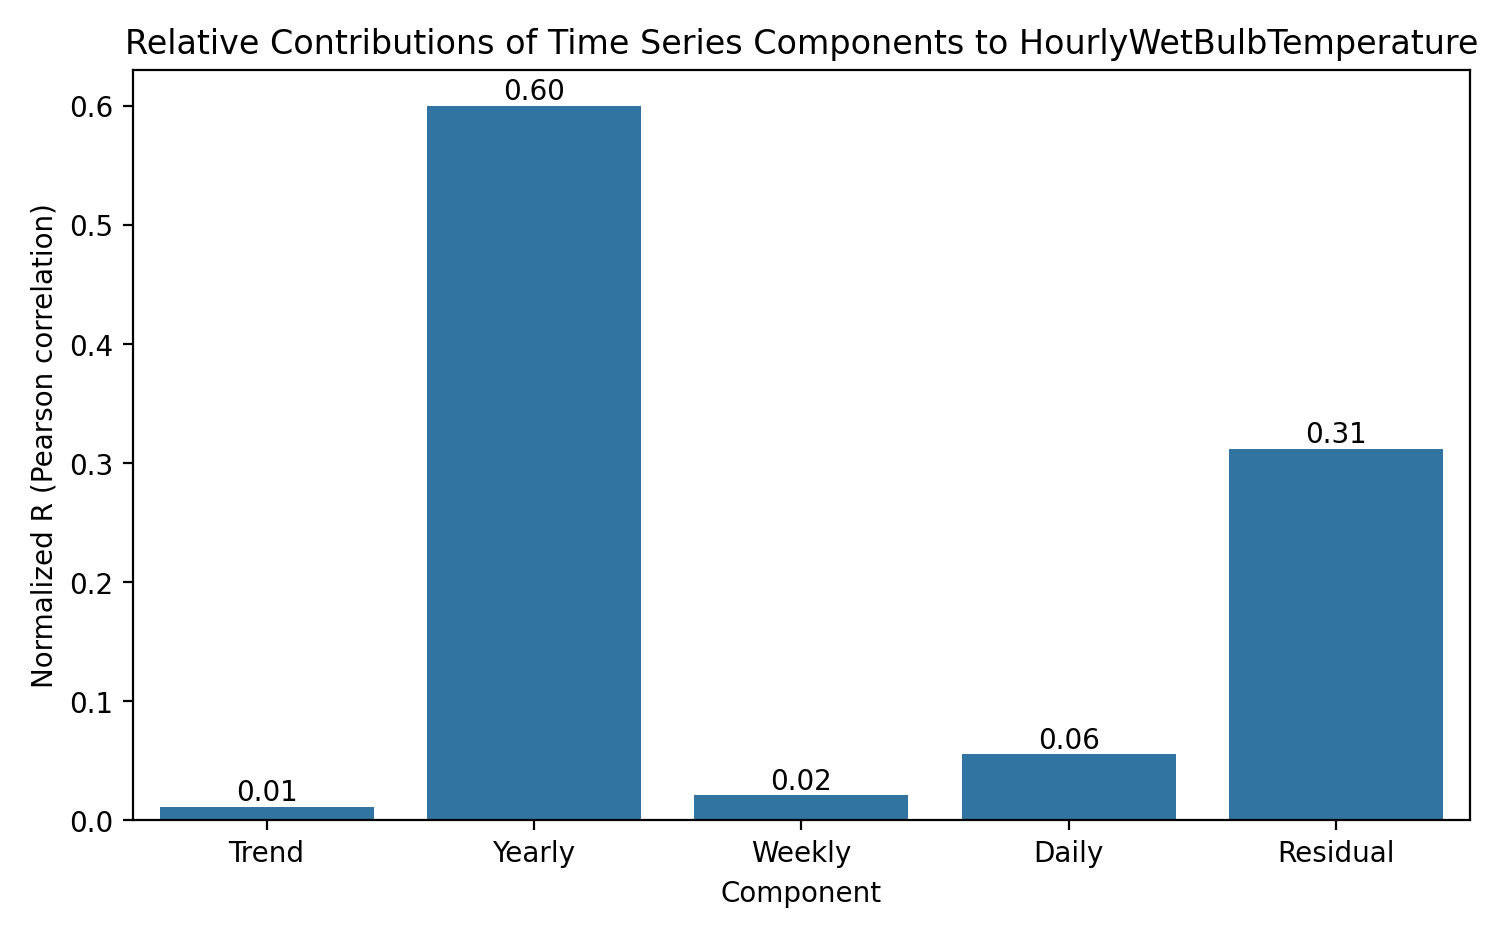 Relative Contributions of Time Series Components to HourlyWetBulbTemperature
Normalized R (Pearson correlation)
0.6
0.5
0.4
0.3
0.2
0.1
0.0
0.01
0.60
0.02
0.06
0.31
Trend
Yearly
Weekly
Daily
Residual
Component